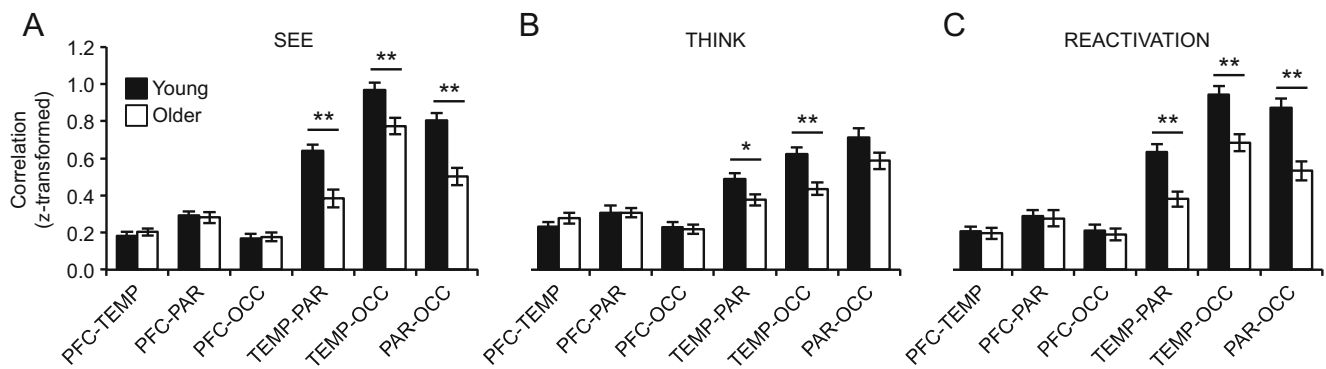 A
SEE
1.2
1.0
0.8
0.6
0.4
0.2
0.0
Correlation
(z-transformed)
Young
Older
**
**
**
PFC-TEMP
PFC-PAR
PFC-OCC
TEMP-PAR
TEMP-OCC
PAR-OCC
B
THINK
*
**
PFC-TEMP
PFC-PAR
PFC-OCC
TEMP-PAR
TEMP-OCC
PAR-OCC
C
REACTIVATION
**
**
**
PFC-TEMP
PFC-PAR
PFC-OCC
TEMP-PAR
TEMP-OCC
PAR-OCC